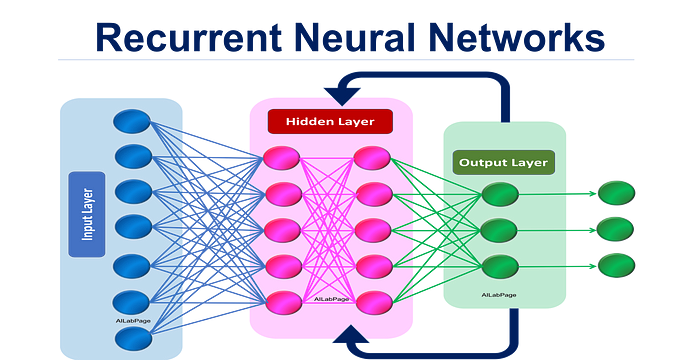 Recurrent Neural Networks
Hidden Layer
Output Layer
Input Layer
AILabPage
AILabPage
AILabPage